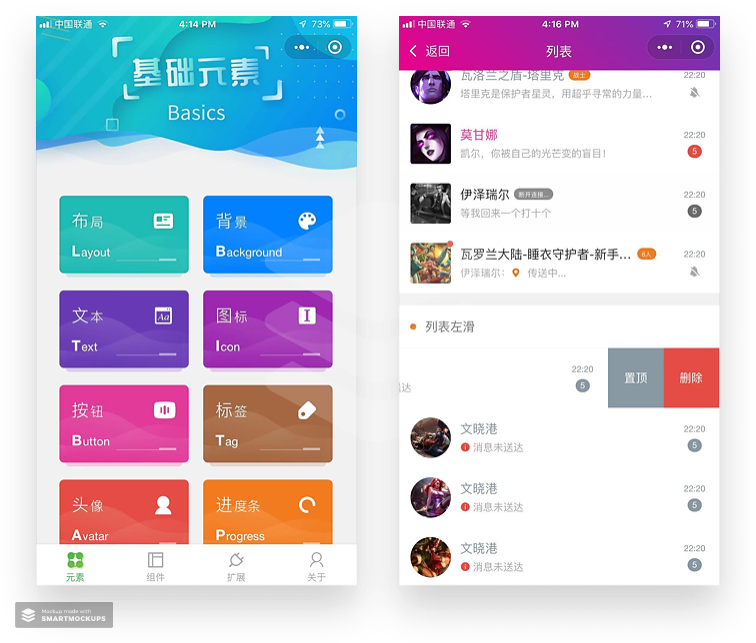 中国联通
4:14 PM
73%
基础元素
Basics
布局
Layout
背景
Background
文本
Text
图标
Icon
按钮
Button
标签
Tag
头像
Avatar
进度条
Progress
元素
组件
扩展
关于
中国联通
4:16 PM
71%
返回
列表
瓦洛兰之盾-塔里克
战士
22:20
塔里克是保护者星灵，用超乎寻常的力量...
莫甘娜
22:20
凯尔，你被自己的光芒变的盲目！
5
伊泽瑞尔
断开连接...
22:20
等我回来一个打十个
5
瓦罗兰大陆-睡衣守护者-新手...
6人
22:20
伊泽瑞尔：
传送中...
列表左滑
22:20
送达
5
置顶
删除
文晓港
22:20
消息未送达
5
文晓港
22:20
消息未送达
5
文晓港
22:20
消息未送达
5
Mockup made with
SMARTMOCKUPS